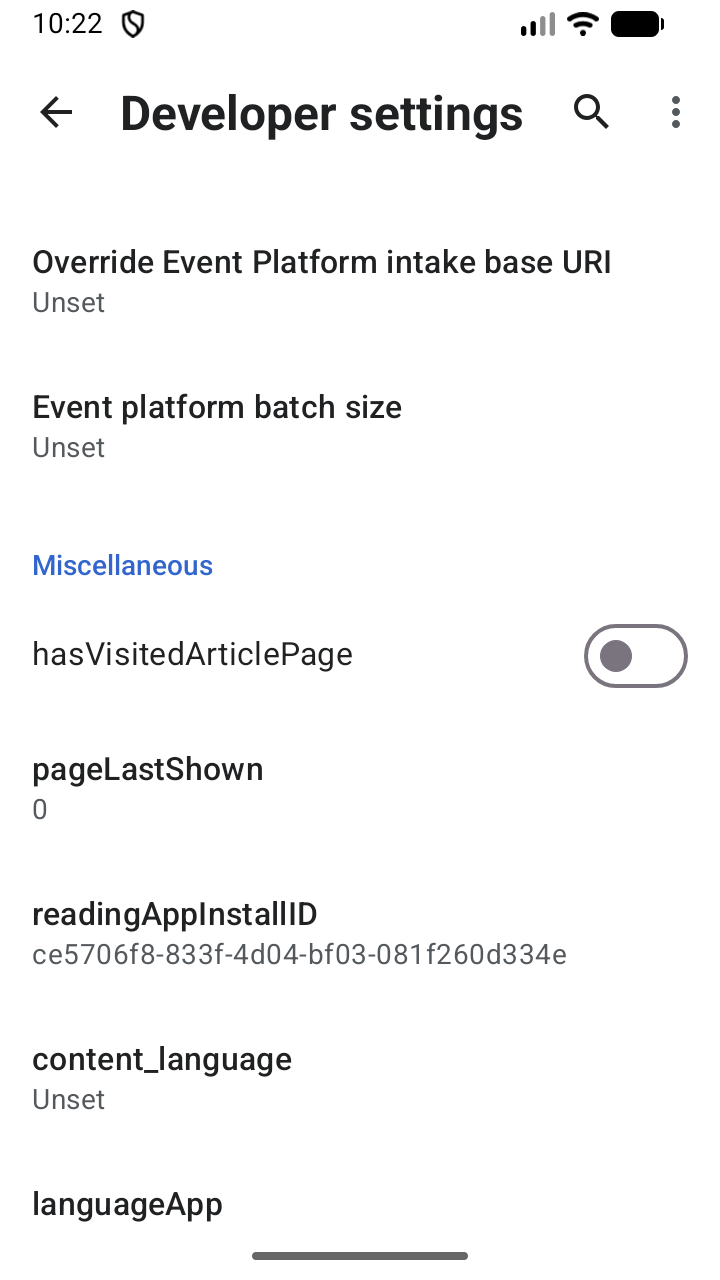 10:22
Developer settings
Override Event Platform intake base URI
Unset
Event platform batch size
Unset
Miscellaneous
hasVisitedArticlePage
pageLastShown
0
readingAppInstallID
ce5706f8-833f-4d04-bf03-081f260d334e
content_language
Unset
languageApp